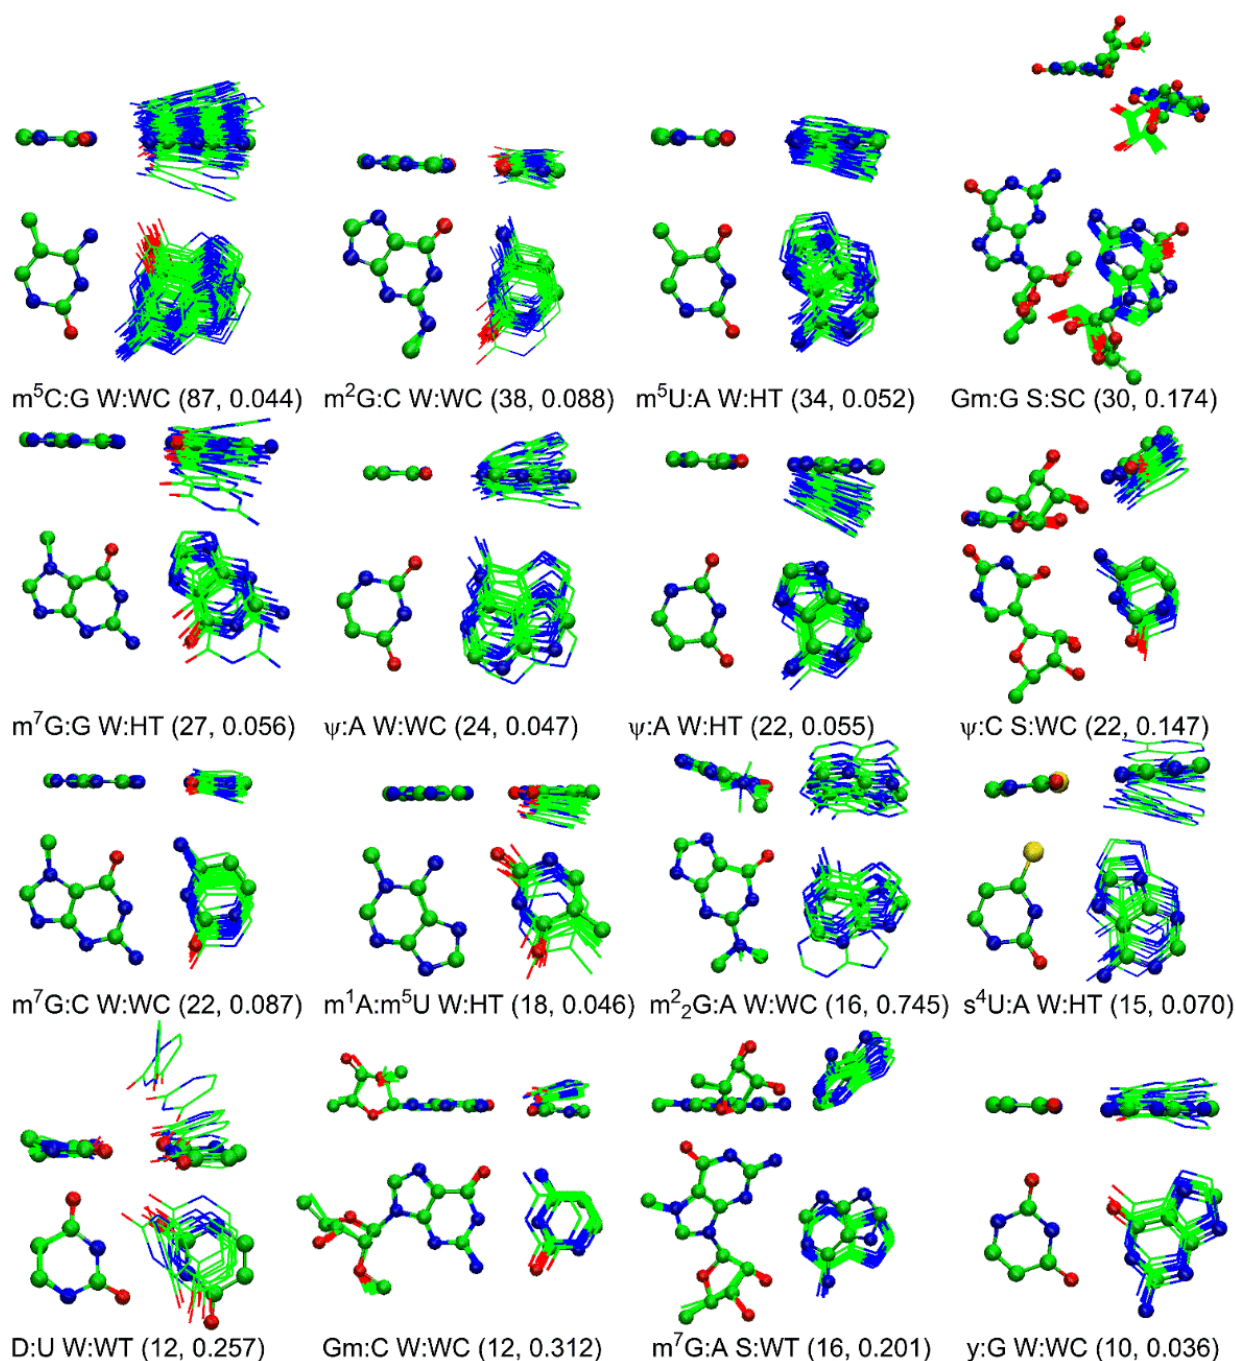 m⁵C:G W:WC (87, 0.044) m²G:C W:WC (38, 0.088) m⁵U:A W:HT (34, 0.052) Gm:G S:SC (30, 0.174)
m⁷G:G W:HT (27, 0.056) ψ:A W:WC (24, 0.047) ψ:A W:HT (22, 0.055) ψ:C S:WC (22, 0.147)
m⁷G:C W:WC (22, 0.087) m¹A:m⁵U W:HT (18, 0.046) m²₂G:A W:WC (16, 0.745) s⁴U:A W:HT (15, 0.070)
D:U W:WT (12, 0.257) Gm:C W:WC (12, 0.312) m⁷G:A S:WT (16, 0.201) y:G W:WC (10, 0.036)